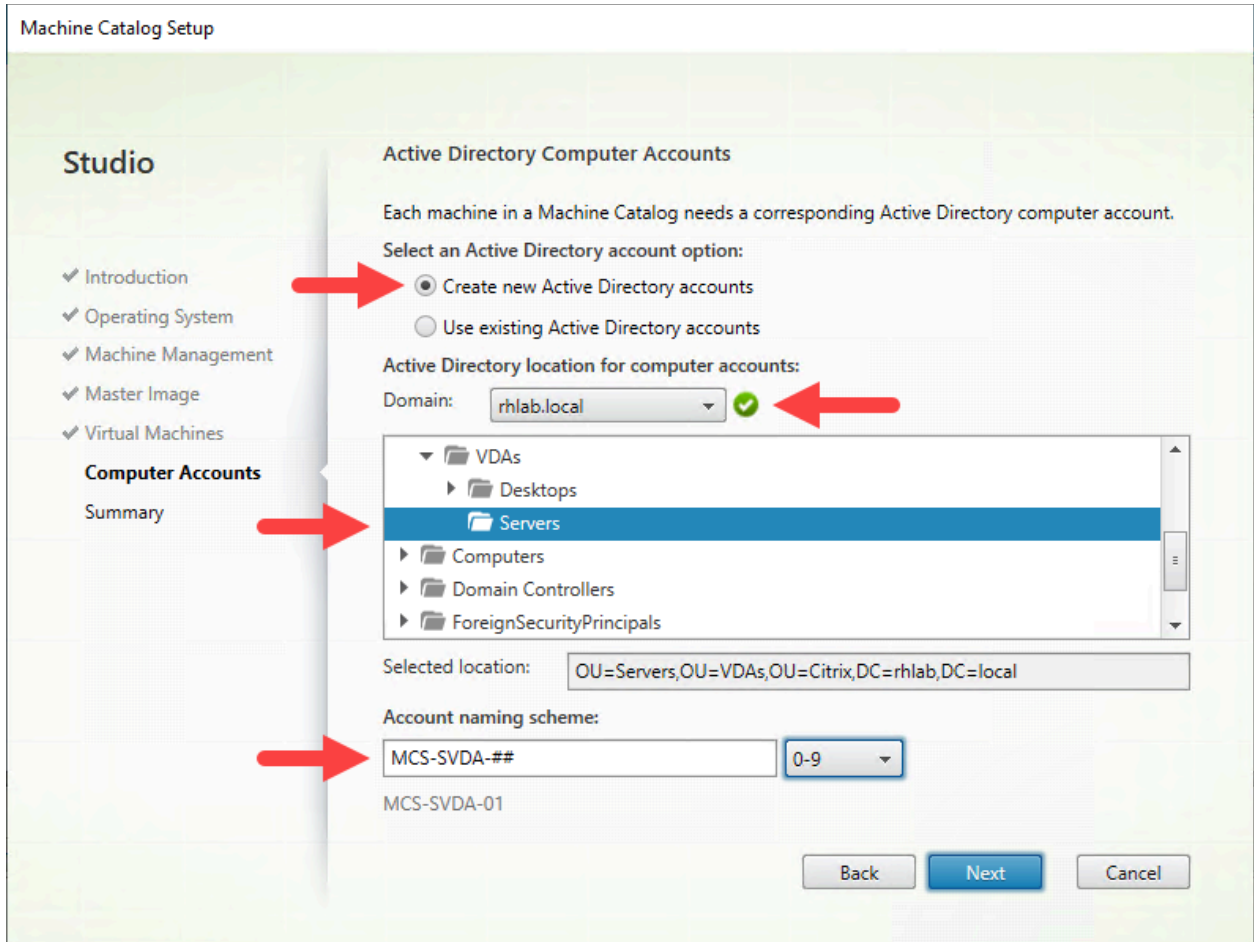 Machine Catalog Setup
Studio
Introduction
Operating System
Machine Management
Master Image
Virtual Machines
Computer Accounts
Summary
Active Directory Computer Accounts
Each machine in a Machine Catalog needs a corresponding Active Directory computer account.
Select an Active Directory account option:
Create new Active Directory accounts
Use existing Active Directory accounts
Active Directory location for computer accounts:
Domain: rhlab.local
VDAs
Desktops
Servers
Computers
Domain Controllers
ForeignSecurityPrincipals
Selected location: OU=Servers,OU=VDAs,OU=Citrix,DC=rhlab,DC=local
Account naming scheme:
MCS-SVDA-## 0-9
MCS-SVDA-01
Back Next Cancel